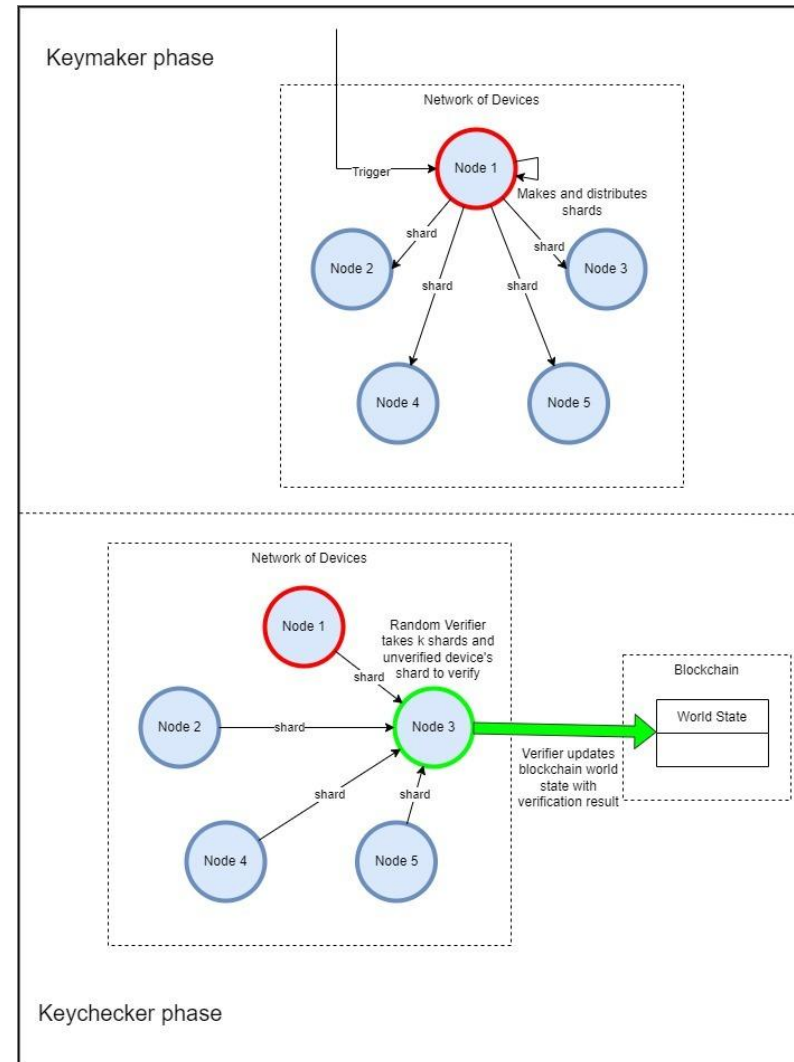 Keymaker phase
Network of Devices
Node 1
Trigger
Makes and distributes
shards
shard
shard
Node 2
Node 3
shard
shard
Node 4
Node 5
Network of Devices
Node 1
Random Verifier
takes k shards and
unverified device's
shard to verify
shard
Blockchain
World State
Node 2
shard
Node 3
Verifier updates
blockchain world
state with
verification result
shard
shard
Node 4
Node 5
Keychecker phase